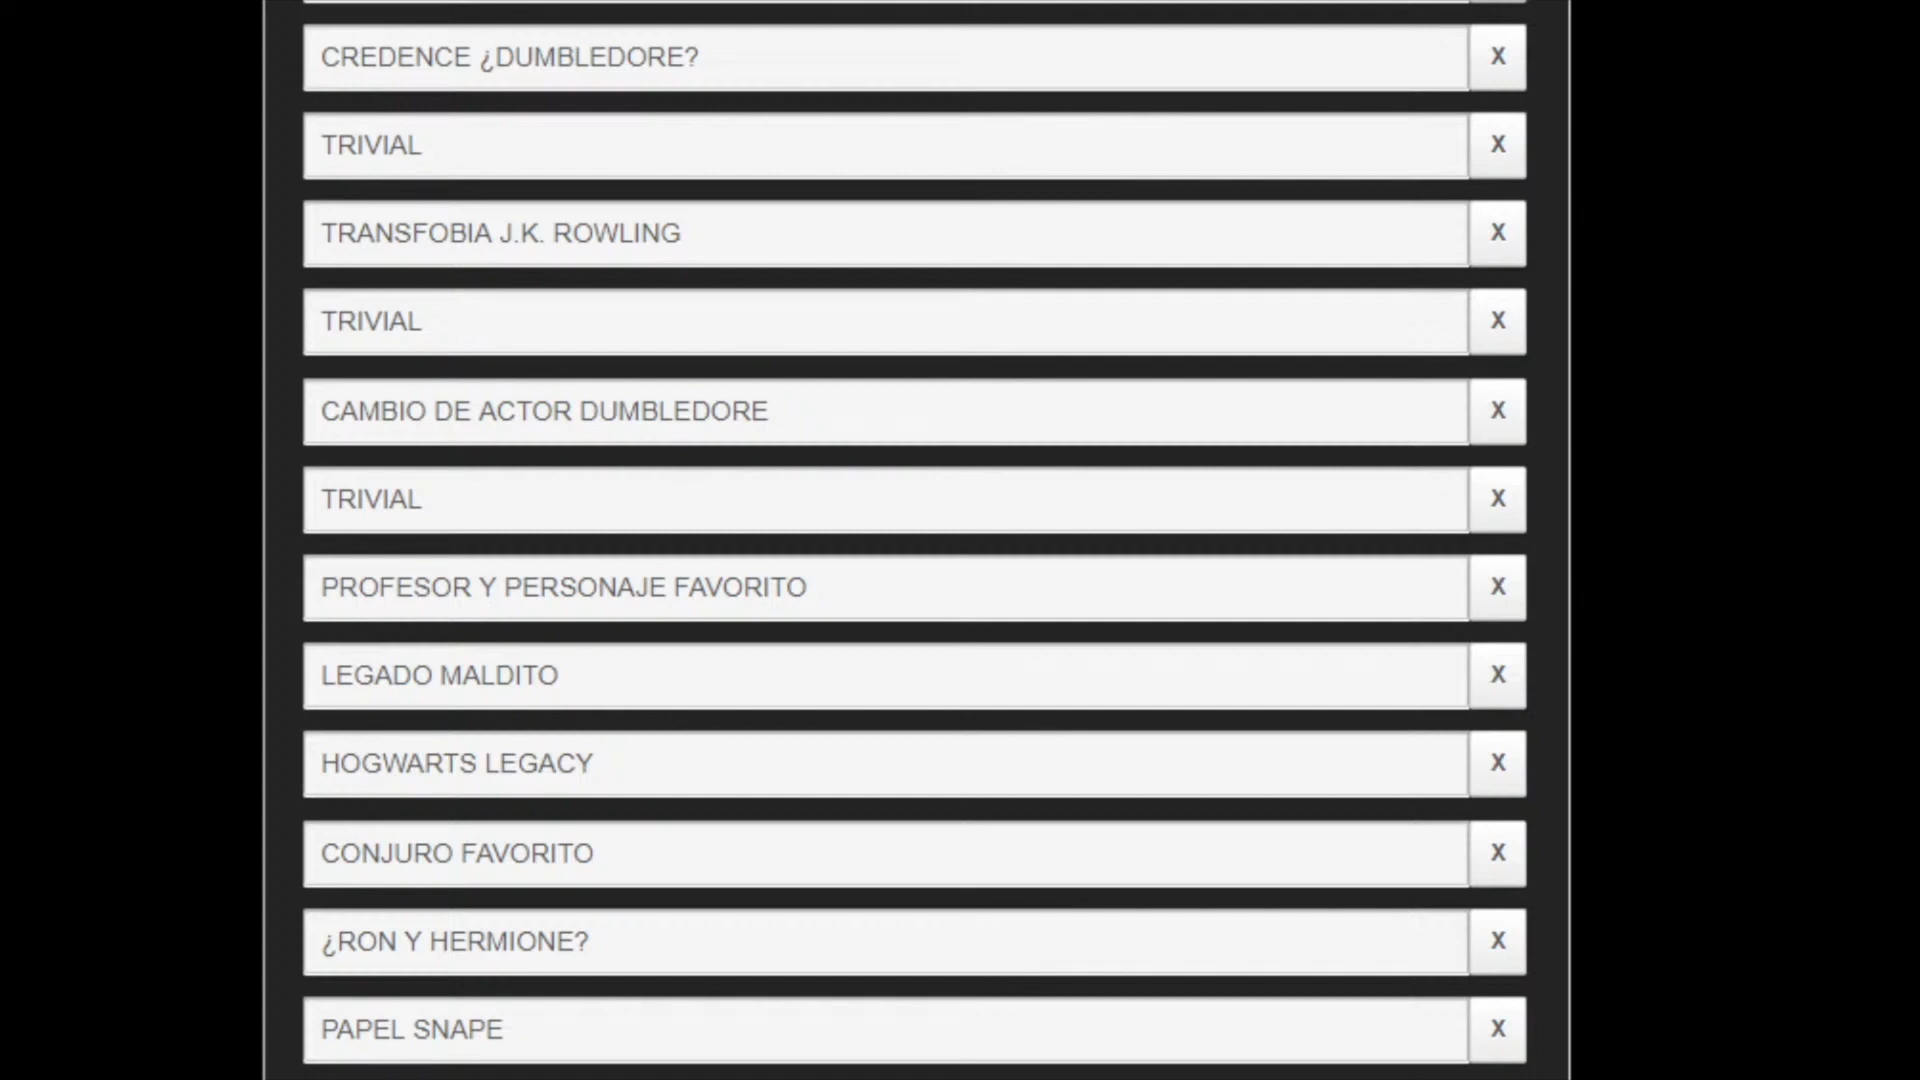 CREDENCE ¿DUMBLEDORE? X
TRIVIAL X
TRANSFOBIA J.K. ROWLING X
TRIVIAL X
CAMBIO DE ACTOR DUMBLEDORE X
TRIVIAL X
PROFESOR Y PERSONAJE FAVORITO X
LEGADO MALDITO X
HOGWARTS LEGACY X
CONJURO FAVORITO X
¿RON Y HERMIONE? X
PAPEL SNAPE X